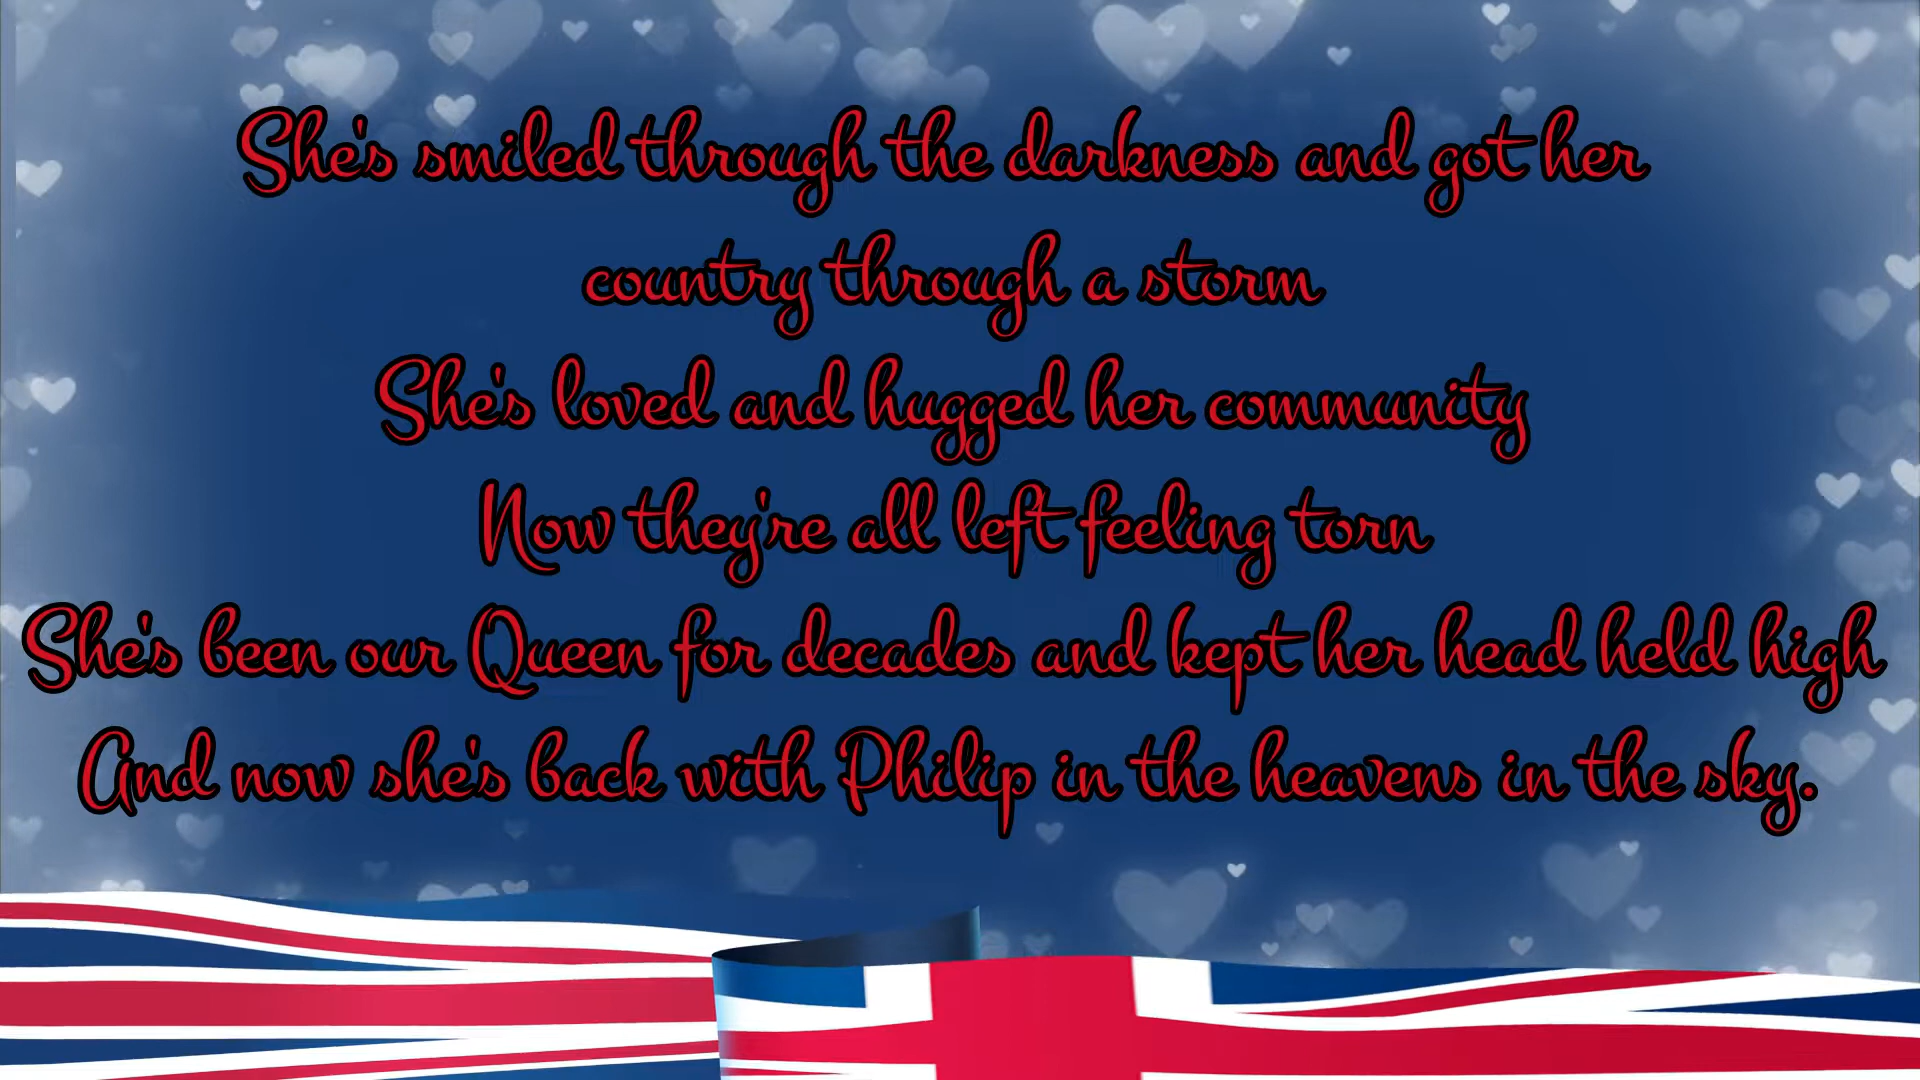 She's smiled through the darkness and got her
country through a storm
She's loved and hugged her community
Now they're all left feeling torn
She's been our Queen for decades and kept her head held high
And now she's back with Philip in the heavens in the sky.